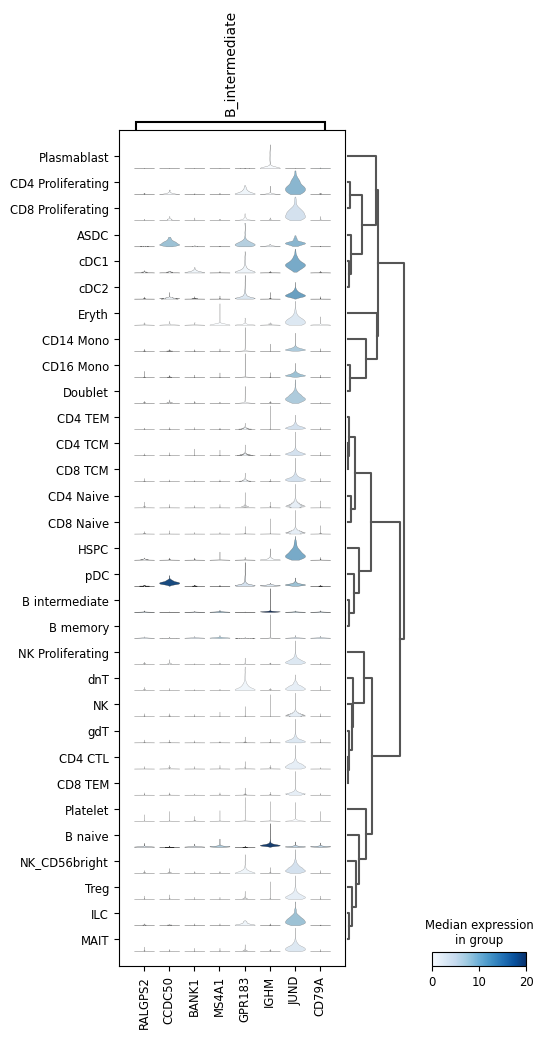 B_intermediate
Plasmablast
CD4 Proliferating
CD8 Proliferating
ASDC
cDC1
cDC2
Eryth
CD14 Mono
CD16 Mono
Doublet
CD4 TEM
CD4 TCM
CD8 TCM
CD4 Naive
CD8 Naive
HSPC
pDC
B intermediate
B memory
NK Proliferating
dnT
NK
gdT
CD4 CTL
CD8 TEM
Platelet
B naive
NK_CD56bright
Treg
ILC
MAIT
RALGPS2
CCDC50
BANK1
MS4A1
GPR183
IGHM
JUND
CD79A
Median expression
in group
0 10 20